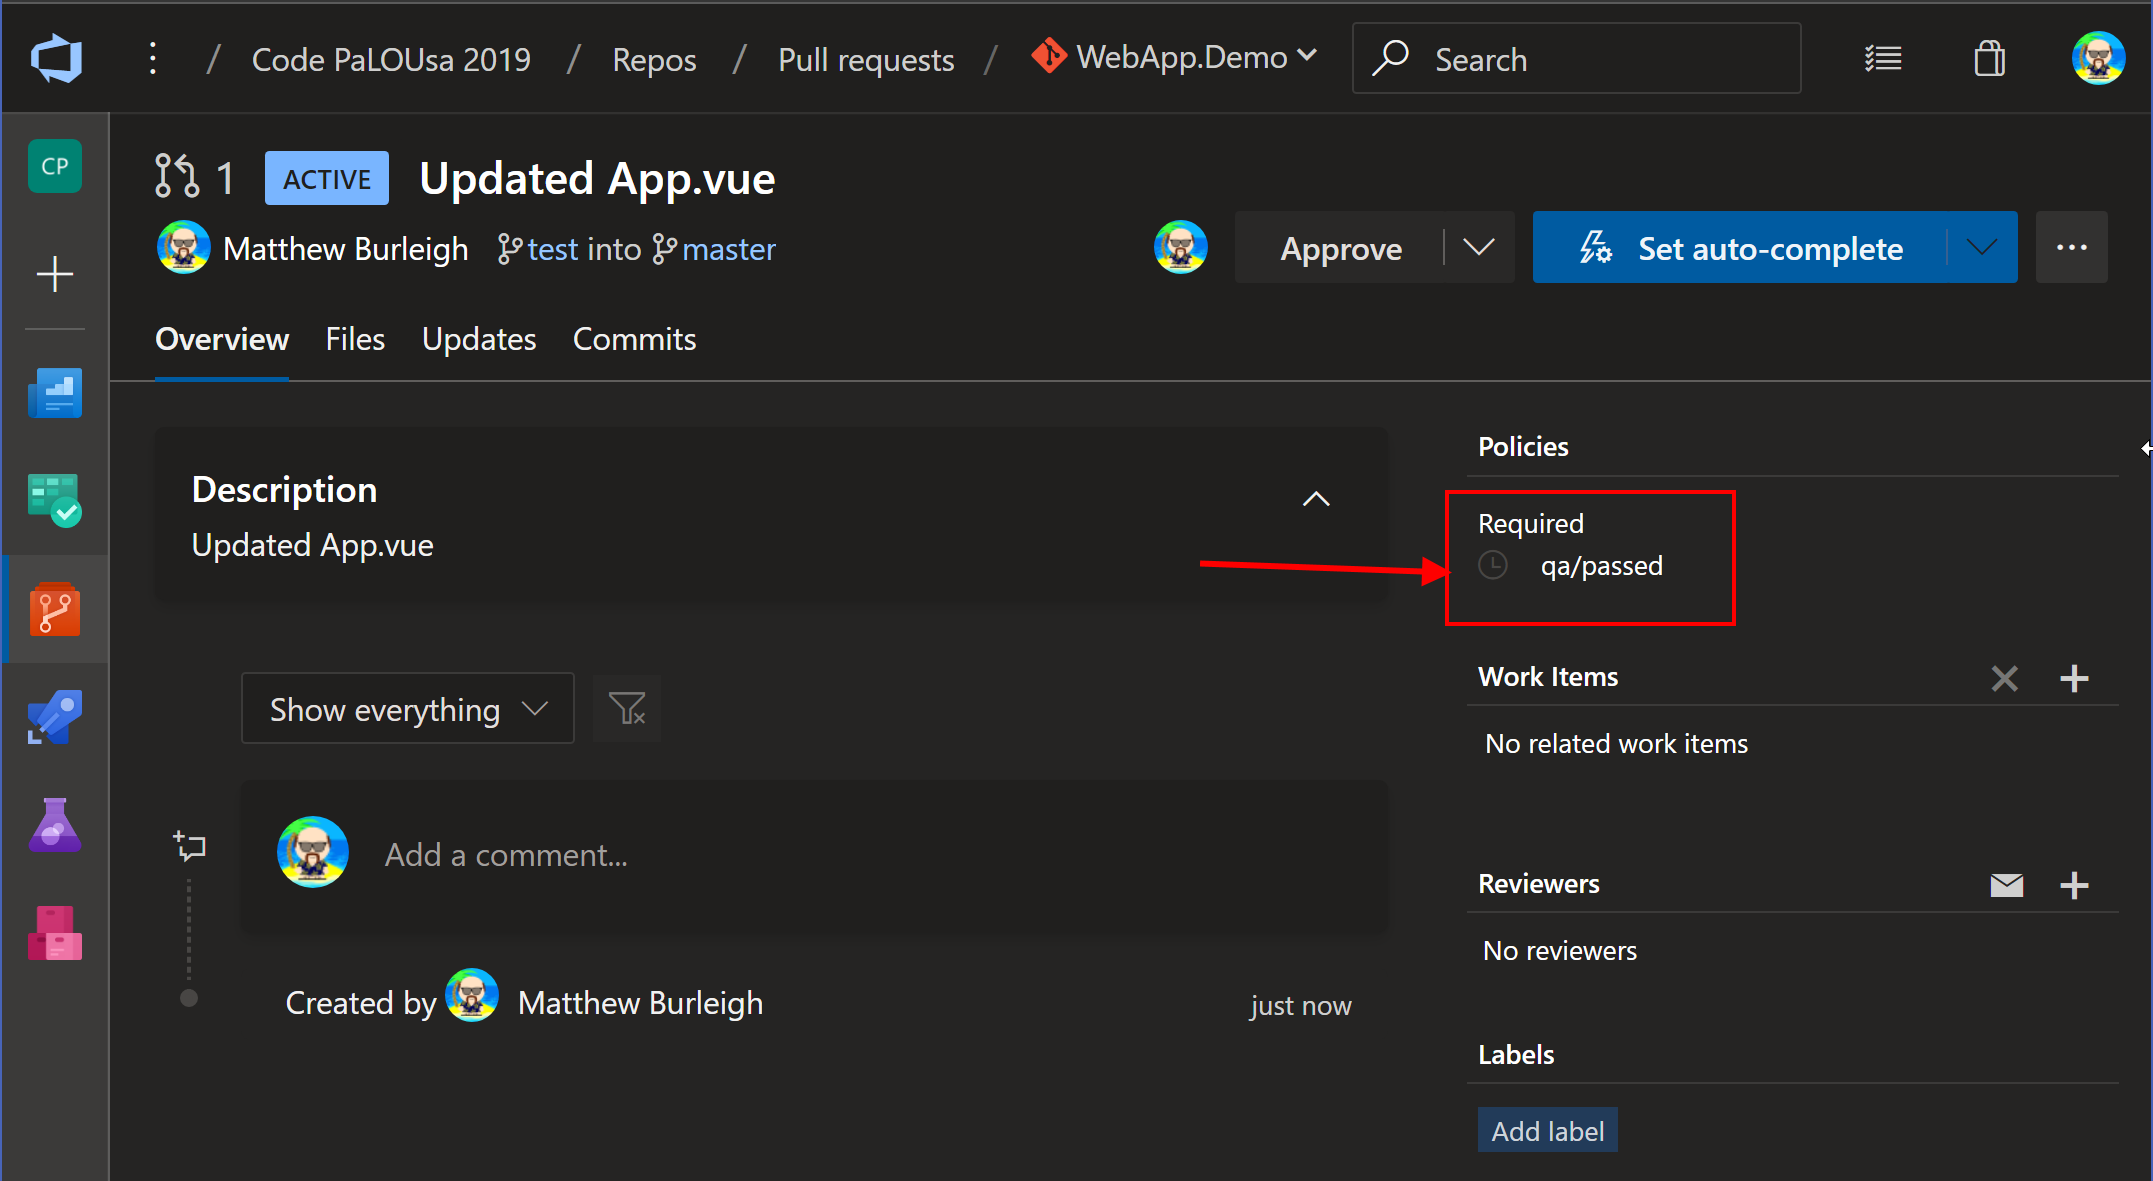 / Code PaLOUsa 2019 / Repos / Pull requests / WebApp.Demo Search
CP
1 ACTIVE Updated App.vue
Matthew Burleigh test into master
Approve Set auto-complete
Overview Files Updates Commits
Description
Updated App.vue
Show everything
Add a comment...
Created by Matthew Burleigh just now
Policies
Required
qa/passed
Work Items
No related work items
Reviewers
No reviewers
Labels
Add label